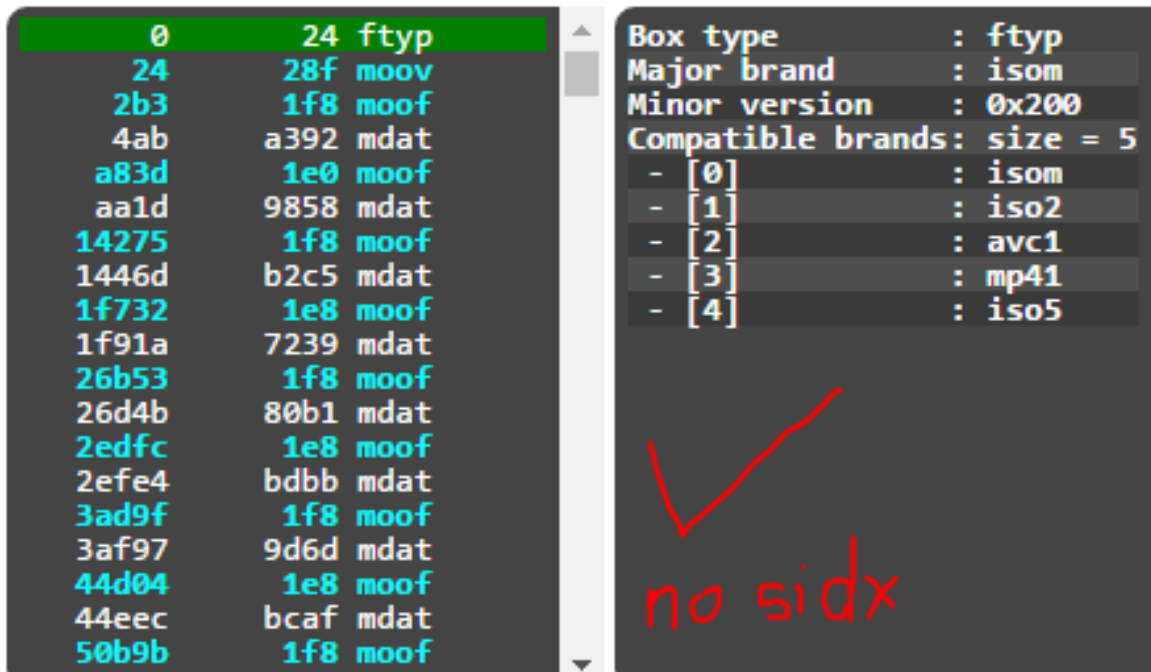 0 24 ftyp
24 28f moov
2b3 1f8 moof
4ab a392 mdat
a83d 1e0 moof
aa1d 9858 mdat
14275 1f8 moof
1446d b2c5 mdat
1f732 1e8 moof
1f91a 7239 mdat
26b53 1f8 moof
26d4b 80b1 mdat
2edfc 1e8 moof
2efe4 bdbb mdat
3ad9f 1f8 moof
3af97 9d6d mdat
44d04 1e8 moof
44eec bcaf mdat
50b9b 1f8 moof
Box type : ftyp
Major brand : isom
Minor version : 0x200
Compatible brands: size = 5
- [0] : isom
- [1] : iso2
- [2] : avc1
- [3] : mp41
- [4] : iso5
no sidx